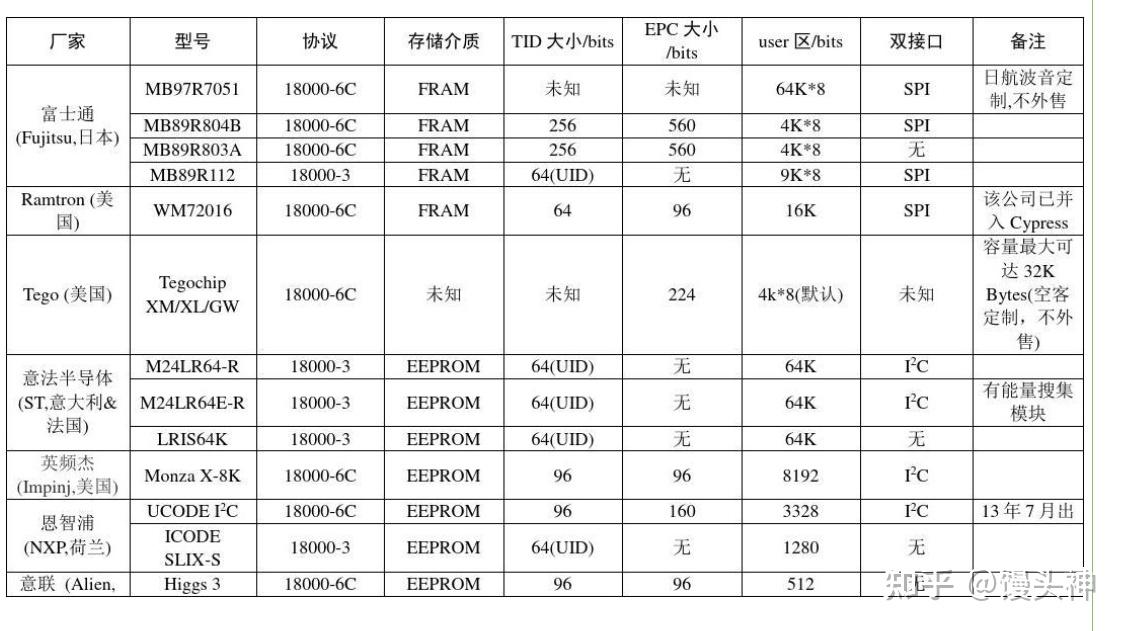 厂家 型号 协议 存储介质 TID 大小/bits EPC 大小/bits user 区/bits 双接口 备注
富士通(Fujitsu,日本) MB97R7051 18000-6C FRAM 未知 未知 64K*8 SPI 日航波音定制,不外售
MB89R804B 18000-6C FRAM 256 560 4K*8 SPI
MB89R803A 18000-6C FRAM 256 560 4K*8 无
MB89R112 18000-3 FRAM 64(UID) 无 9K*8 SPI
Ramtron (美国) WM72016 18000-6C FRAM 64 96 16K SPI 该公司已并入 Cypress
Tego (美国) Tegochip XM/XL/GW 18000-6C 未知 未知 224 4k*8(默认) 未知 容量最大可达 32K Bytes(空客定制，不外售)
意法半导体(ST,意大利&法国) M24LR64-R 18000-3 EEPROM 64(UID) 无 64K I²C
M24LR64E-R 18000-3 EEPROM 64(UID) 无 64K I²C 有能量搜集模块
LRIS64K 18000-3 EEPROM 64(UID) 无 64K 无
英频杰(Impinj,美国) Monza X-8K 18000-6C EEPROM 96 96 8192 I²C
恩智浦(NXP,荷兰) UCODE I²C 18000-6C EEPROM 96 160 3328 I²C 13 年 7 月出
ICODE SLIX-S 18000-3 EEPROM 64(UID) 无 1280 无
意联 (Alien, Higgs 3 18000-6C EEPROM 96 96 512
知乎 @馒头神